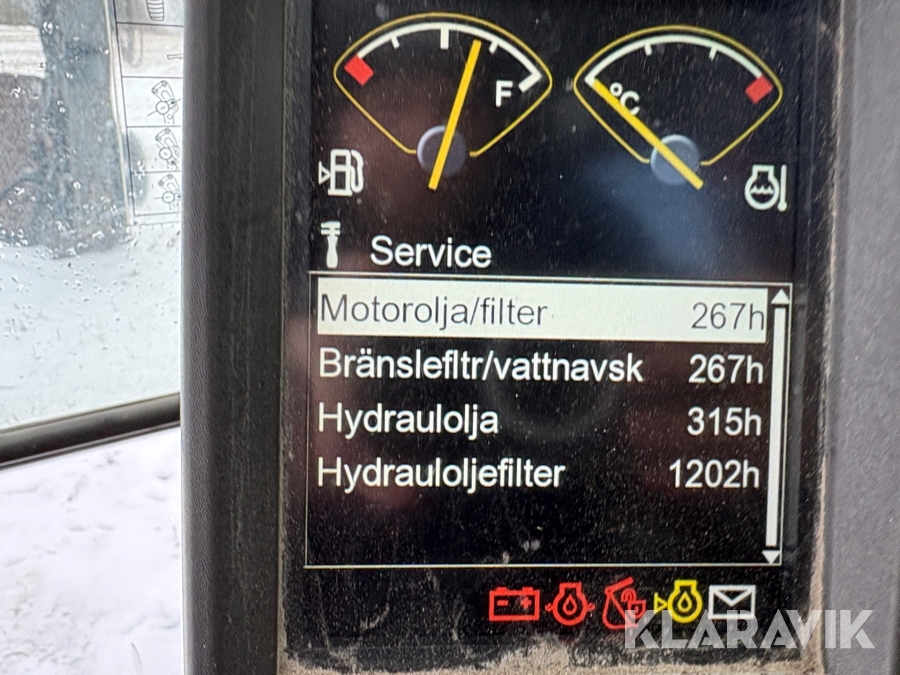 F
°C
Service
Motorolja/filter 267h
Bränslefltr/vattnavsk 267h
Hydraulolja 315h
Hydrauloljefilter 1202h
KLARAVIK